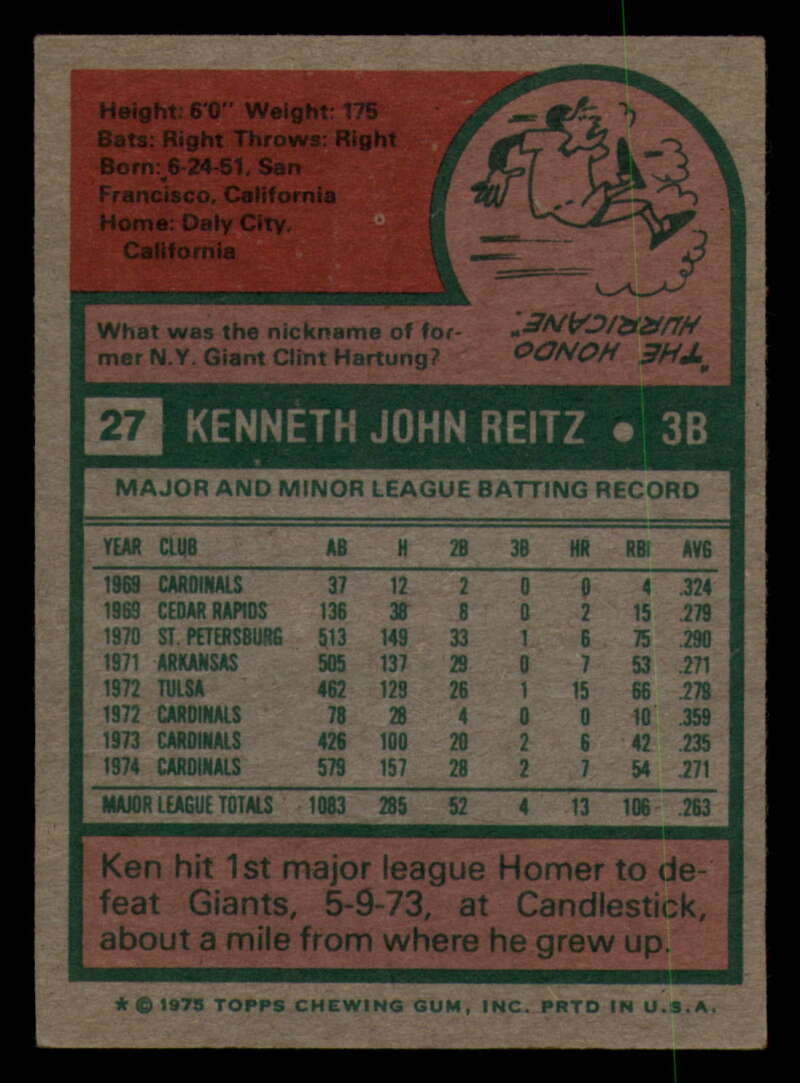 Height: 6'0" Weight: 175
Bats: Right Throws: Right
Born: 6-24-51, San
Francisco, California
Home: Daly City,
California
What was the nickname of for-
mer N.Y. Giant Clint Hartung?
"THE HONDO
HURRICANE"
27 KENNETH JOHN REITZ • 3B
MAJOR AND MINOR LEAGUE BATTING RECORD
YEAR CLUB AB H 2B 3B HR RBI AVG
1969 CARDINALS 37 12 2 0 0 4 .324
1969 CEDAR RAPIDS 136 38 8 0 2 15 .279
1970 ST. PETERSBURG 513 149 33 1 6 75 .290
1971 ARKANSAS 505 137 29 0 7 53 .271
1972 TULSA 462 129 26 1 15 66 .279
1972 CARDINALS 78 28 4 0 0 10 .359
1973 CARDINALS 426 100 20 2 6 42 .235
1974 CARDINALS 579 157 28 2 7 54 .271
MAJOR LEAGUE TOTALS 1083 285 52 4 13 106 .263
Ken hit 1st major league Homer to de-
feat Giants, 5-9-73, at Candlestick,
about a mile from where he grew up.
* © 1975 TOPPS CHEWING GUM, INC. PRTD IN U.S.A.